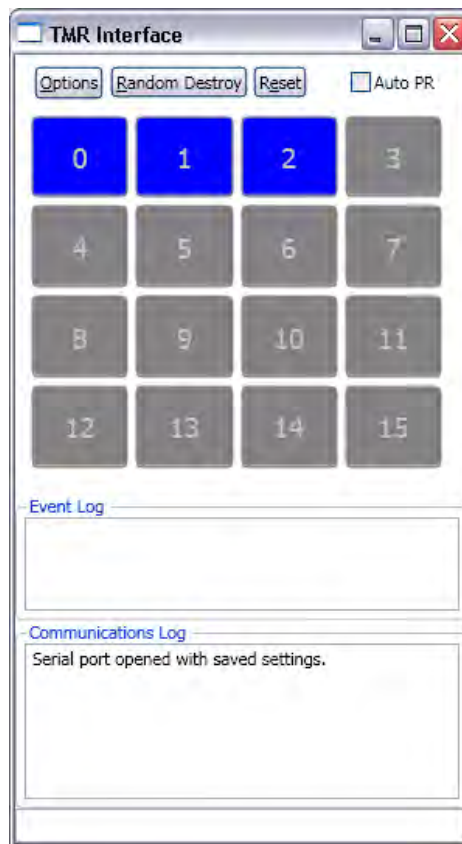 TMR Interface
Options Random Destroy Reset Auto PR
0 1 2 3
4 5 6 7
8 9 10 11
12 13 14 15
Event Log
Communications Log
Serial port opened with saved settings.